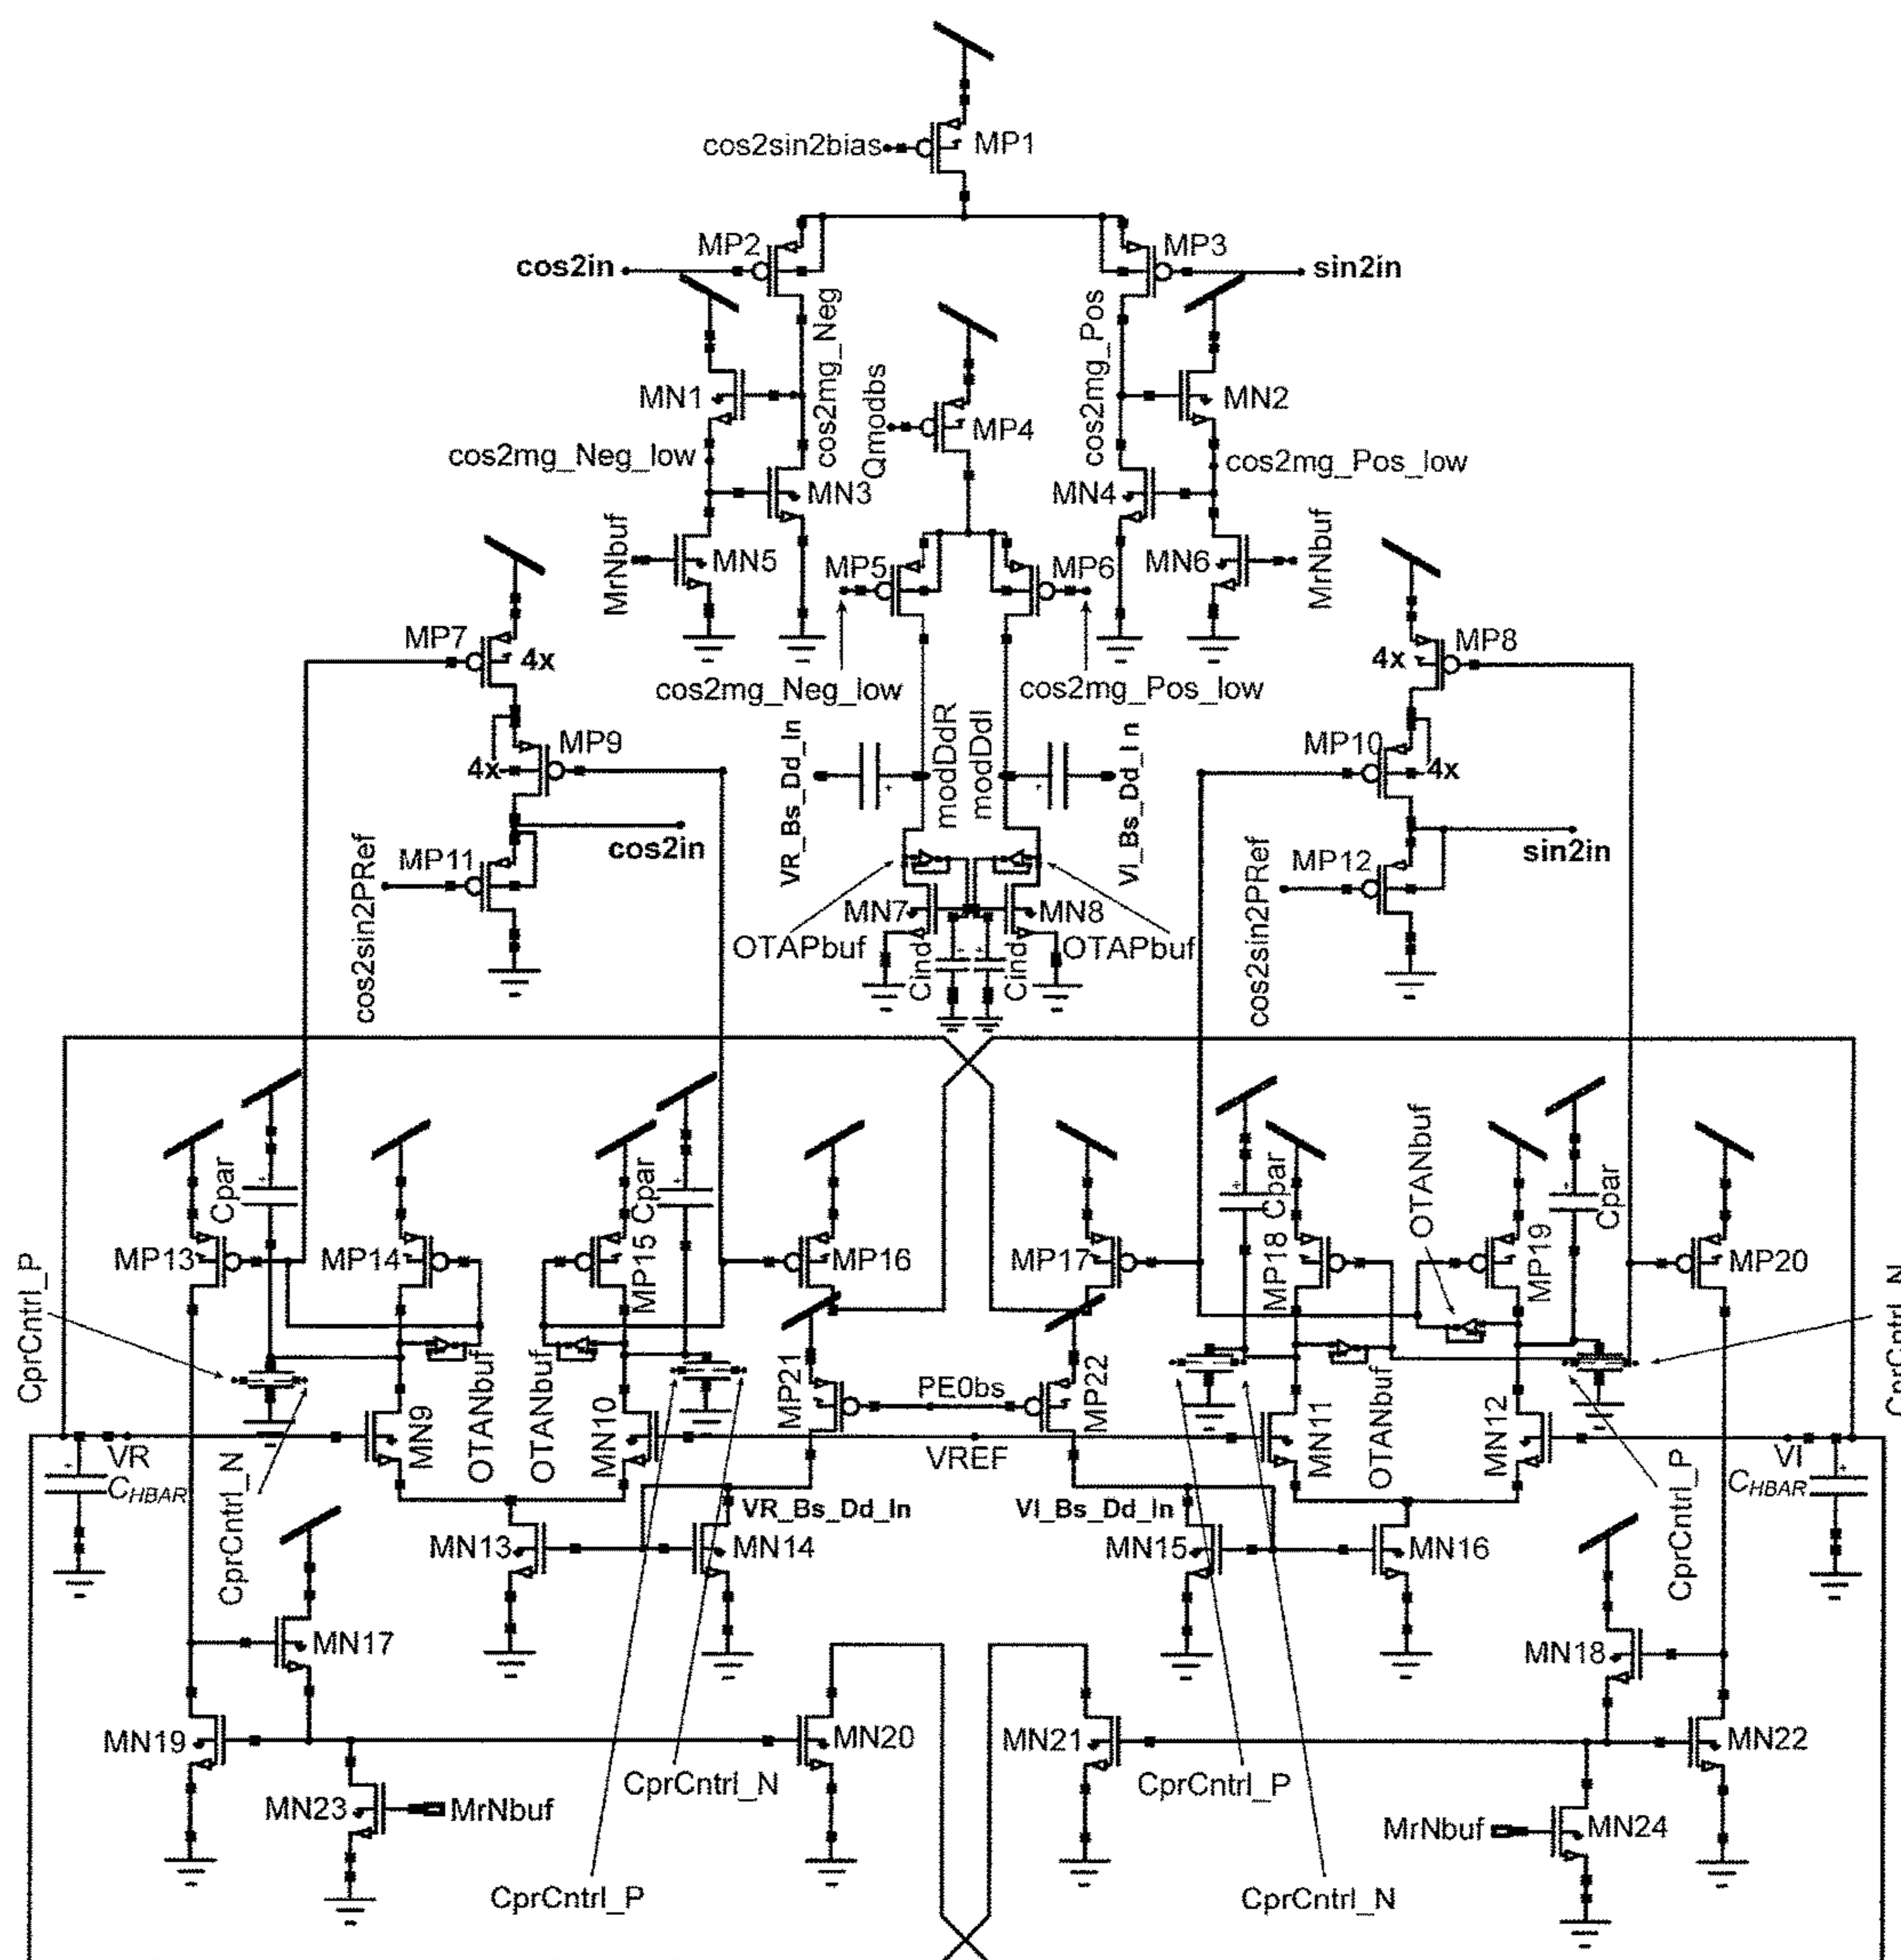 cos2sin2bias
MP1
MP2
MP3
cos2in
sin2in
cos2mg_Neg
cos2mg_Pos
MN1
MN2
Qmodbs
MP4
cos2mg_Neg_low
cos2mg_Pos_low
MN3
MN4
MrNbuf
MN5
MP5
MP6
MN6
MrNbuf
MP7
4x
4x
MP8
cos2mg_Neg_low
cos2mg_Pos_low
VR_Bs_Dd_In
modDdR
modDdI
VI_Bs_Dd_In
MP9
4x
MP10
4x
cos2sin2PRef
MP11
cos2in
cos2sin2PRef
MP12
sin2in
MN7
MN8
OTAPbuf
Cind
Cind
OTAPbuf
Cpar
Cpar
Cpar
OTANbuf
Cpar
MP13
MP14
MP15
MP16
MP17
MP18
MP19
MP20
CprCntrl_P
CprCntrl_N
MP21
PE0bs
MP22
VR
CHBAR
CprCntrl_N
MN9
OTANbuf
OTANbuf
MN10
VREF
MN11
OTANbuf
MN12
VI
CHBAR
CprCntrl_P
VR_Bs_Dd_In
VI_Bs_Dd_In
MN13
MN14
MN15
MN16
MN17
MN18
MN19
MN20
MN21
MN22
CprCntrl_N
CprCntrl_P
MN23
MrNbuf
MrNbuf
MN24
CprCntrl_P
CprCntrl_N